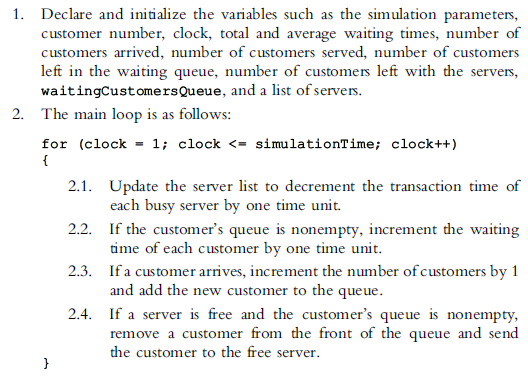 1. Declare and initialize the variables such as the simulation parameters,
customer number, clock, total and average waiting times, number of
customers arrived, number of customers served, number of customers
left in the waiting queue, number of customers left with the servers,
waitingCustomersQueue, and a list of servers.
2. The main loop is as follows:
for (clock = 1; clock <= simulationTime; clock++)
{
2.1. Update the server list to decrement the transaction time of
each busy server by one time unit.
2.2. If the customer's queue is nonempty, increment the waiting
time of each customer by one time unit.
2.3. If a customer arrives, increment the number of customers by 1
and add the new customer to the queue.
2.4. If a server is free and the customer's queue is nonempty,
remove a customer from the front of the queue and send
the customer to the free server.
}